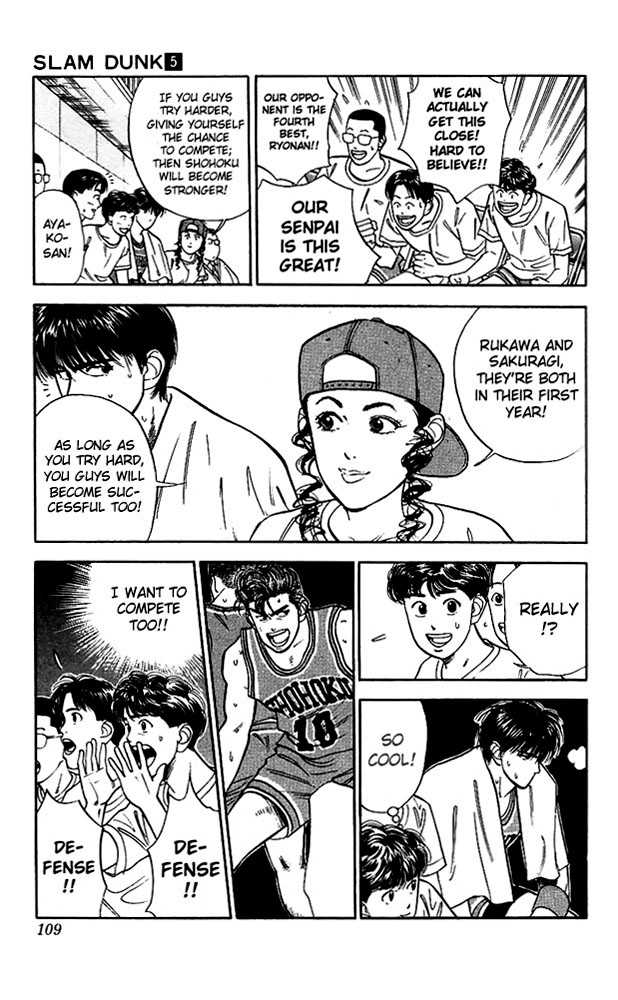 SLAM DUNK 5
WE CAN
ACTUALLY
GET THIS
CLOSE!
HARD TO
BELIEVE!!
OUR OPPO-
NENT IS THE
FOURTH
BEST,
RYONAN!!
OUR
SENPAI
IS THIS
GREAT!
IF YOU GUYS
TRY HARDER,
GIVING YOURSELF
THE CHANCE
TO COMPETE;
THEN SHOHOKU
WILL BECOME
STRONGER!
AYA-
KO-
SAN!
RUKAWA AND
SAKURAGI,
THEY'RE BOTH
IN THEIR FIRST
YEAR!
AS LONG AS
YOU TRY HARD,
YOU GUYS WILL
BECOME SUC-
CESSFUL TOO!
REALLY
!?
SO
COOL!
I WANT TO
COMPETE
TOO!!
SHOHOKU
10
DE-
FENSE
!!
DE-
FENSE
!!
109